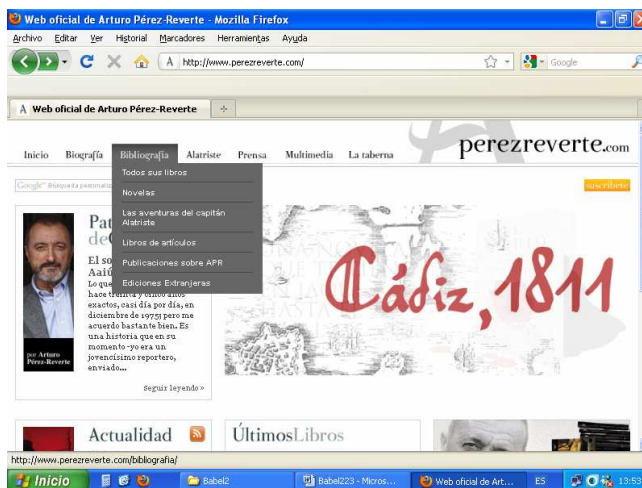 Web oficial de Arturo Pérez-Reverte - Mozilla Firefox
Archivo Editar Ver Historial Marcadores Herramientas Ayuda
A http://www.perezreverte.com/
Google
A Web oficial de Arturo Pérez-Reverte
perezreverte.com
Inicio Biografía Bibliografía Alatriste Prensa Multimedia La taberna
Todos sus libros
Novelas
Las aventuras del capitán
Alatriste
Libros de artículos
Publicaciones sobre APR
Ediciones Extranjeras
Google™ Búsqueda
suscríbete
Pat
de
El so
Aaiú
Lo que
hace treinta y cinco años
exactos, casi día por día, en
diciembre de 1975; pero me
acuerdo bastante bien. Es
una historia que en su
momento -yo era un
jovencísimo reportero,
enviado...
Seguir leyendo »
por Arturo
Pérez-Reverte
Cádiz, 1811
Actualidad
ÚltimosLibros
http://www.perezreverte.com/bibliografia/
Inicio
Babel2
Babel223 - Micros...
Web oficial de Art...
ES
13:53